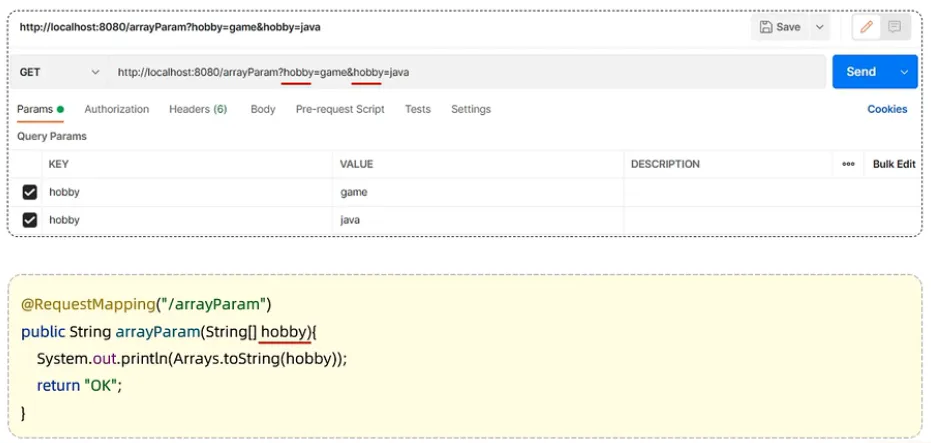 http://localhost:8080/arrayParam?hobby=game&hobby=java
Save
GET http://localhost:8080/arrayParam?hobby=game&hobby=java Send
Params Authorization Headers (6) Body Pre-request Script Tests Settings Cookies
Query Params
KEY VALUE DESCRIPTION ••• Bulk Edit
hobby game
hobby java
@RequestMapping("/arrayParam")
public String arrayParam(String[] hobby){
System.out.println(Arrays.toString(hobby));
return "OK";
}